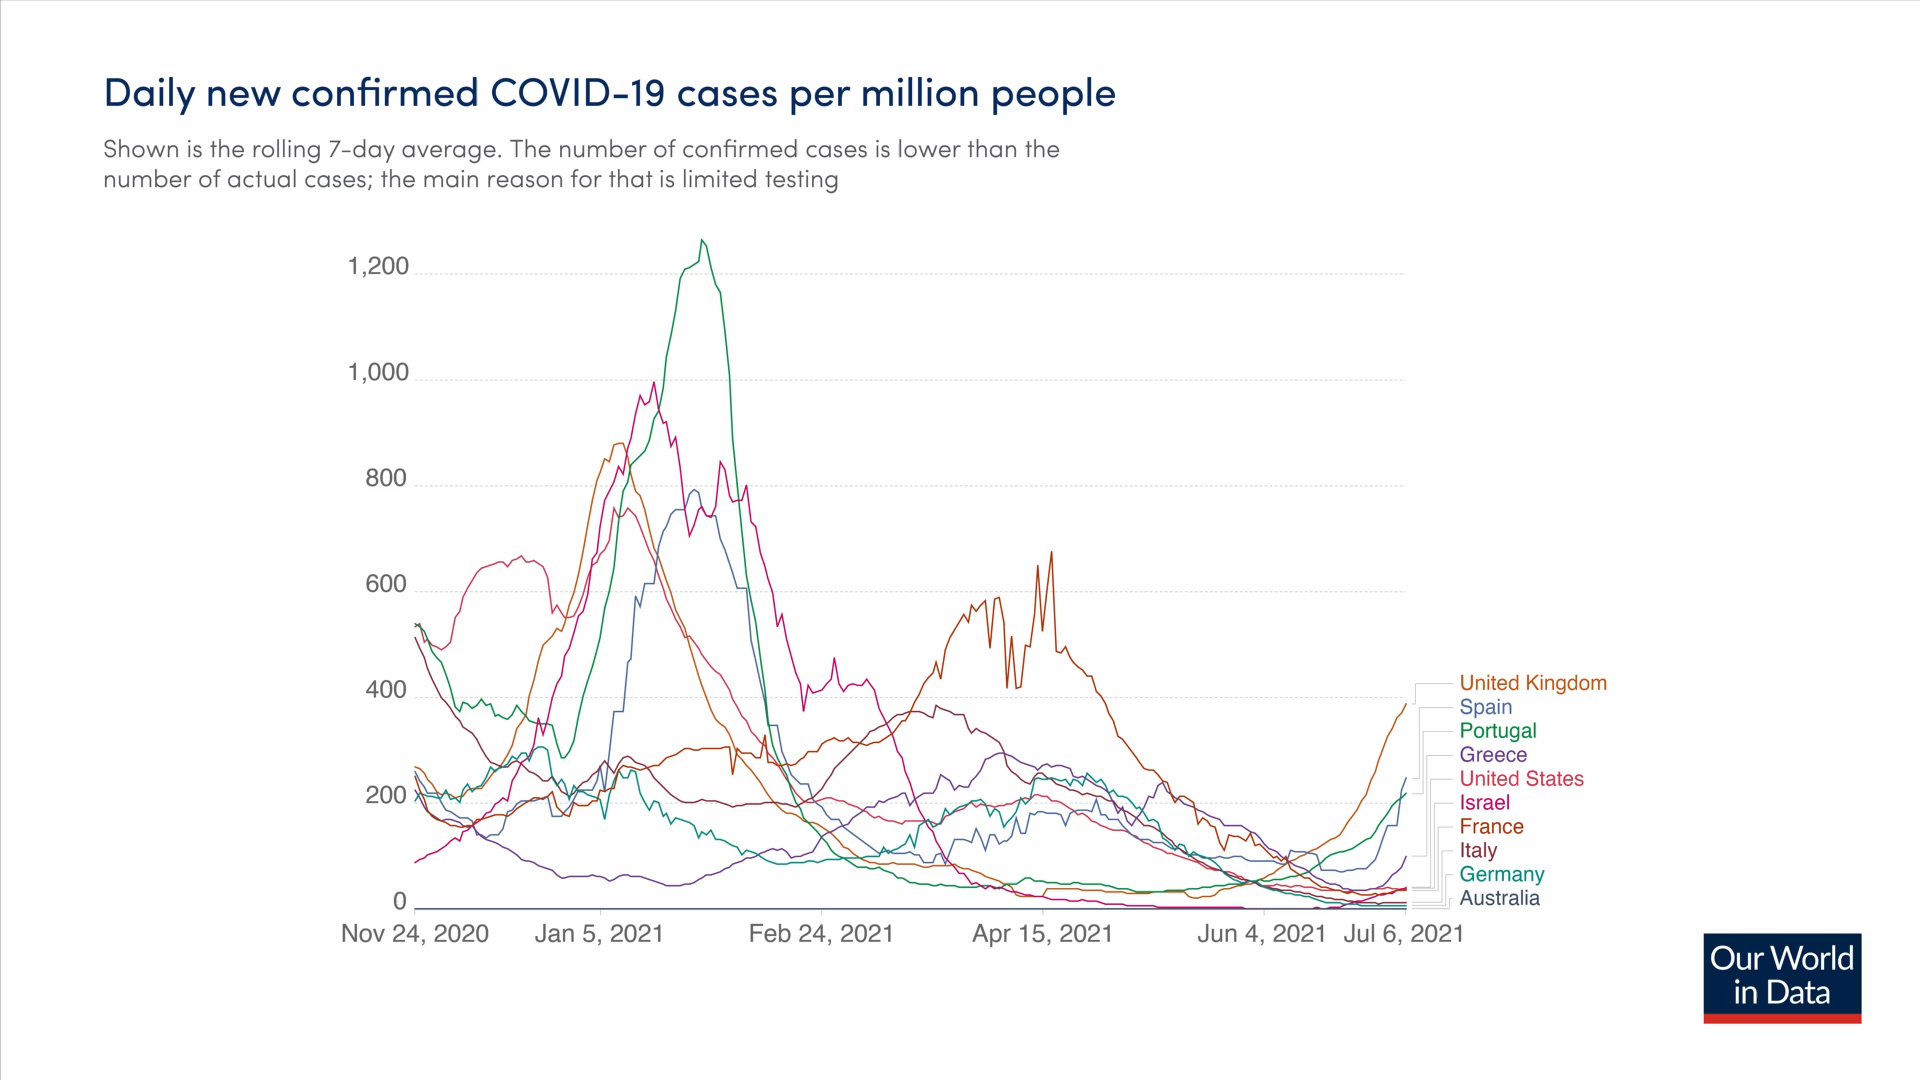 Daily new confirmed COVID-19 cases per million people
Shown is the rolling 7-day average. The number of confirmed cases is lower than the
number of actual cases; the main reason for that is limited testing
1,200
1,000
800
600
400
200
0
Nov 24, 2020
Jan 5, 2021
Feb 24, 2021
Apr 15, 2021
Jun 4, 2021
Jul 6, 2021
United Kingdom
Spain
Portugal
Greece
United States
Israel
France
Italy
Germany
Australia
Our World
in Data